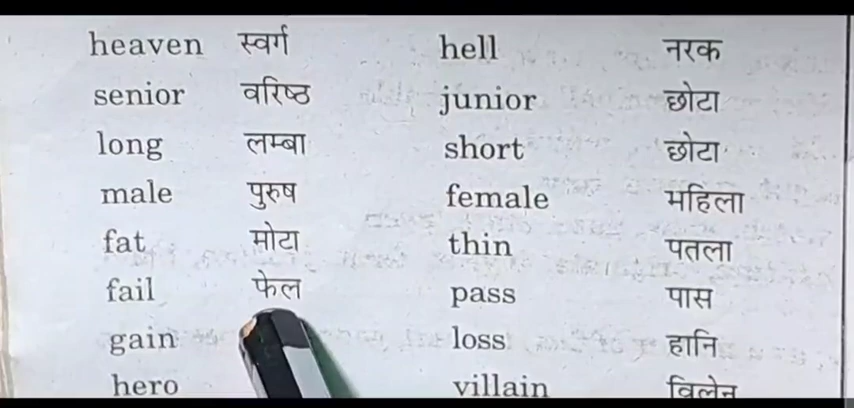 heaven स्वर्ग hell नरक
senior वरिष्ठ junior छोटा
long लम्बा short छोटा
male पुरुष female महिला
fat मोटा thin पतला
fail फेल pass पास
gain loss हानि
hero villain विलेन